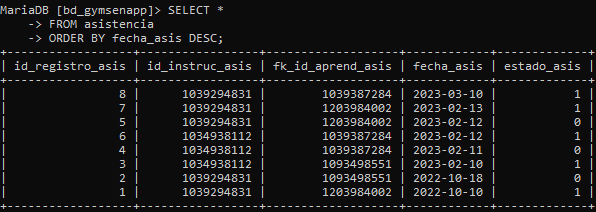 MariaDB [bd_gymsenapp]> SELECT *
    -> FROM asistencia
    -> ORDER BY fecha_asis DESC;
+------------------+-----------------+-------------------+------------+-------------+
| id_registro_asis | id_instruc_asis | fk_id_aprend_asis | fecha_asis | estado_asis |
+------------------+-----------------+-------------------+------------+-------------+
|                8 |      1039294831 |        1039387284 | 2023-03-10 |           1 |
|                7 |      1039294831 |        1203984002 | 2023-02-13 |           1 |
|                5 |      1039294831 |        1203984002 | 2023-02-12 |           0 |
|                6 |      1034938112 |        1039387284 | 2023-02-12 |           1 |
|                4 |      1034938112 |        1039387284 | 2023-02-11 |           0 |
|                3 |      1034938112 |        1093498551 | 2023-02-10 |           1 |
|                2 |      1039294831 |        1093498551 | 2022-10-18 |           0 |
|                1 |      1039294831 |        1203984002 | 2022-10-10 |           1 |
+------------------+-----------------+-------------------+------------+-------------+